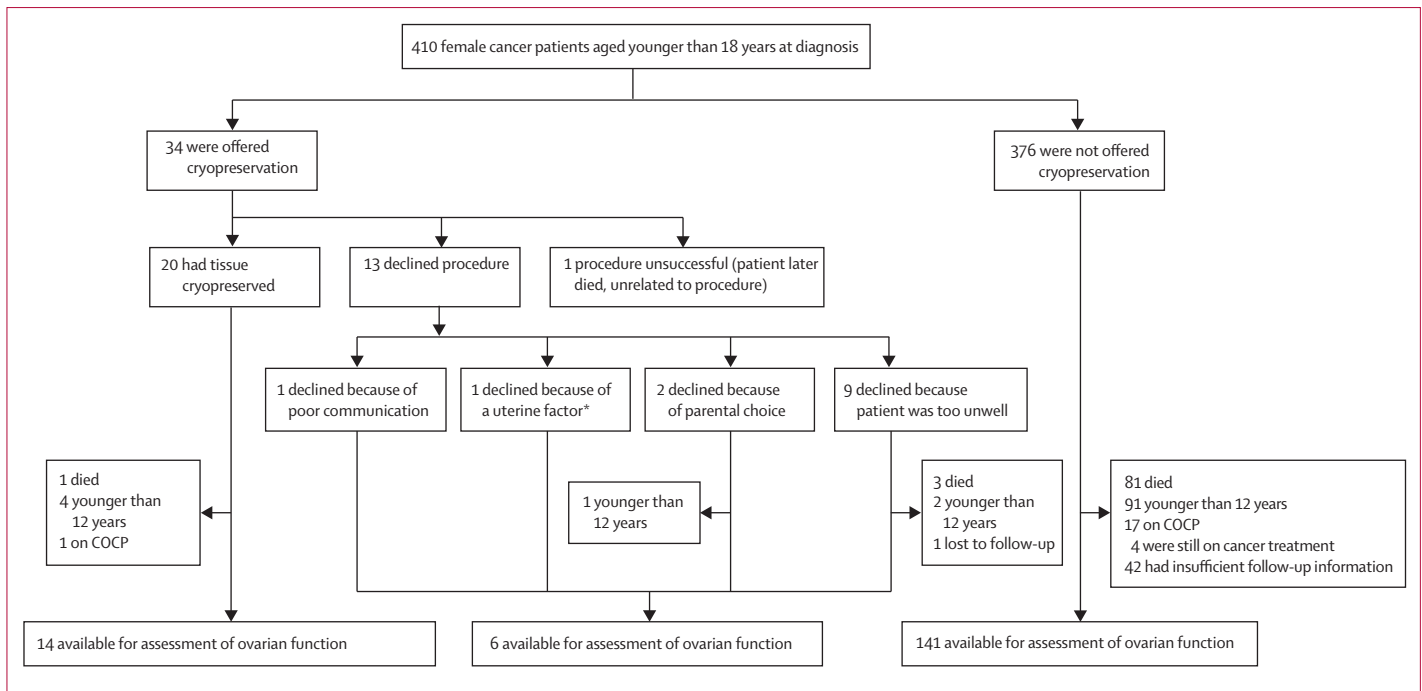 410 female cancer patients aged younger than 18 years at diagnosis
34 were offered
cryopreservation
376 were not offered
cryopreservation
20 had tissue
cryopreserved
13 declined procedure
1 procedure unsuccessful (patient later
died, unrelated to procedure)
1 declined because of
poor communication
1 declined because of
a uterine factor*
2 declined because
of parental choice
9 declined because
patient was too unwell
1 died
4 younger than
12 years
1 on COCP
1 younger than
12 years
3 died
2 younger than
12 years
1 lost to follow-up
81 died
91 younger than 12 years
17 on COCP
4 were still on cancer treatment
42 had insufficient follow-up information
14 available for assessment of ovarian function
6 available for assessment of ovarian function
141 available for assessment of ovarian function